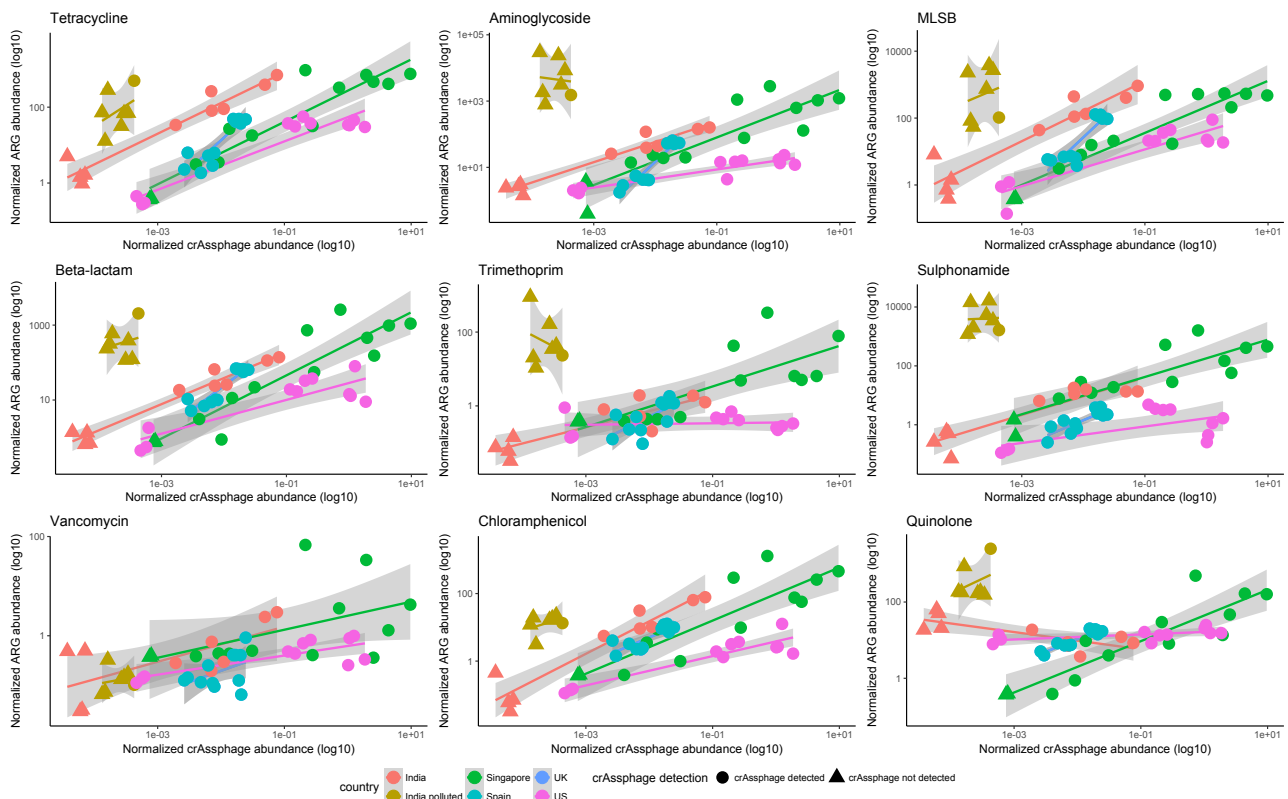 Tetracycline
Normalized ARG abundance (log10)
100
1
1e−03
1e−01
1e+01
Normalized crAssphage abundance (log10)
Aminoglycoside
Normalized ARG abundance (log10)
1e+05
1e+03
1e+01
1e−03
1e−01
1e+01
Normalized crAssphage abundance (log10)
MLSB
Normalized ARG abundance (log10)
10000
100
1
1e−03
1e−01
1e+01
Normalized crAssphage abundance (log10)
Beta−lactam
Normalized ARG abundance (log10)
1000
10
1e−03
1e−01
1e+01
Normalized crAssphage abundance (log10)
Trimethoprim
Normalized ARG abundance (log10)
100
1
1e−03
1e−01
1e+01
Normalized crAssphage abundance (log10)
Sulphonamide
Normalized ARG abundance (log10)
10000
100
1
1e−03
1e−01
1e+01
Normalized crAssphage abundance (log10)
Vancomycin
Normalized ARG abundance (log10)
100
1
1e−03
1e−01
1e+01
Normalized crAssphage abundance (log10)
Chloramphenicol
Normalized ARG abundance (log10)
100
1
1e−03
1e−01
1e+01
Normalized crAssphage abundance (log10)
Quinolone
Normalized ARG abundance (log10)
100
1
1e−03
1e−01
1e+01
Normalized crAssphage abundance (log10)
country
India
India polluted
Singapore
Spain
UK
US
crAssphage detection
crAssphage detected
crAssphage not detected